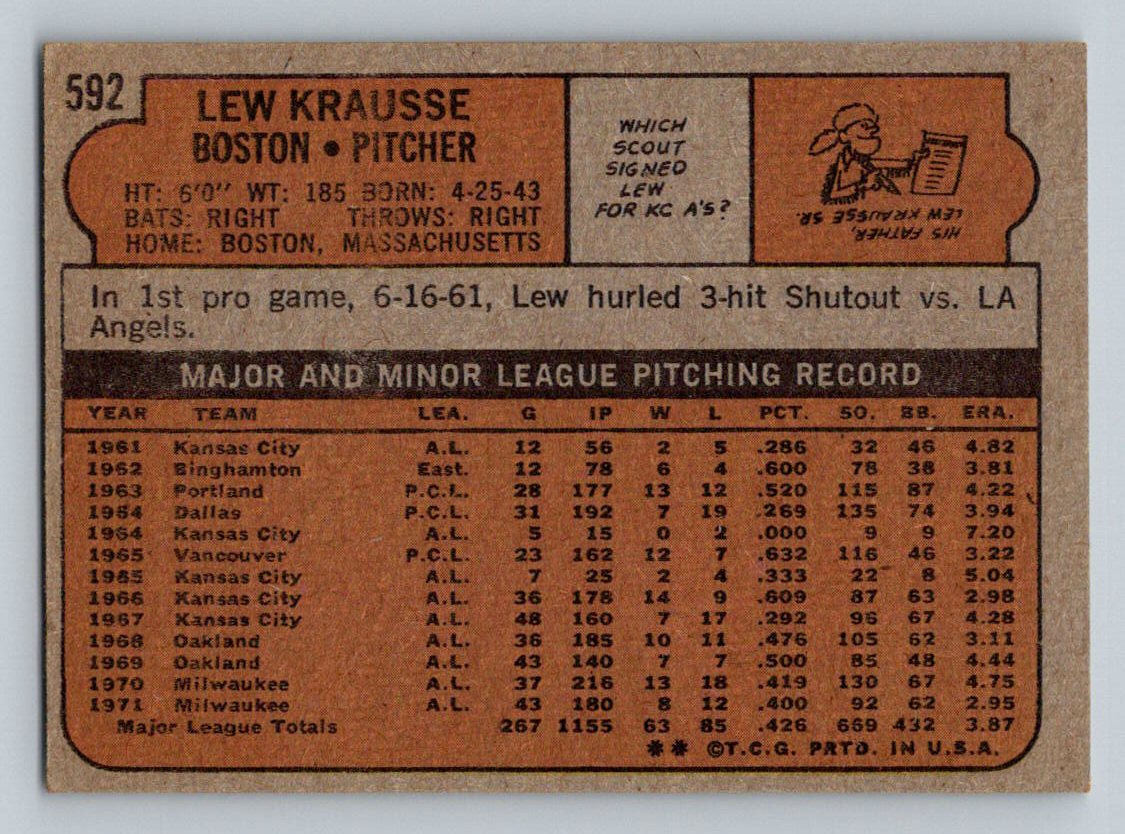 592
LEW KRAUSSE
BOSTON • PITCHER
HT: 6'0" WT: 185 BORN: 4-25-43
BATS: RIGHT THROWS: RIGHT
HOME: BOSTON, MASSACHUSETTS
WHICH
SCOUT
SIGNED
LEW
FOR KC A'S?
HIS FATHER,
LEW KRAUSSE SR.
In 1st pro game, 6-16-61, Lew hurled 3-hit Shutout vs. LA
Angels.
MAJOR AND MINOR LEAGUE PITCHING RECORD
YEAR TEAM LEA. G IP W L PCT. SO. BB. ERA.
1961 Kansas City A.L. 12 56 2 5 .286 32 46 4.82
1962 Binghamton East. 12 78 6 4 .600 78 38 3.81
1963 Portland P.C.L. 28 177 13 12 .520 115 87 4.22
1964 Dallas P.C.L. 31 192 7 19 .269 135 74 3.94
1964 Kansas City A.L. 5 15 0 2 .000 9 9 7.20
1965 Vancouver P.C.L. 23 162 12 7 .632 116 46 3.22
1965 Kansas City A.L. 7 25 2 4 .333 22 8 5.04
1966 Kansas City A.L. 36 178 14 9 .609 87 63 2.98
1967 Kansas City A.L. 48 160 7 17 .292 96 67 4.28
1968 Oakland A.L. 36 185 10 11 .476 105 62 3.11
1969 Oakland A.L. 43 140 7 7 .500 85 48 4.44
1970 Milwaukee A.L. 37 216 13 18 .419 130 67 4.75
1971 Milwaukee A.L. 43 180 8 12 .400 92 62 2.95
Major League Totals 267 1155 63 85 .426 669 432 3.87
** ©T.C.G. PRTD. IN U.S.A.